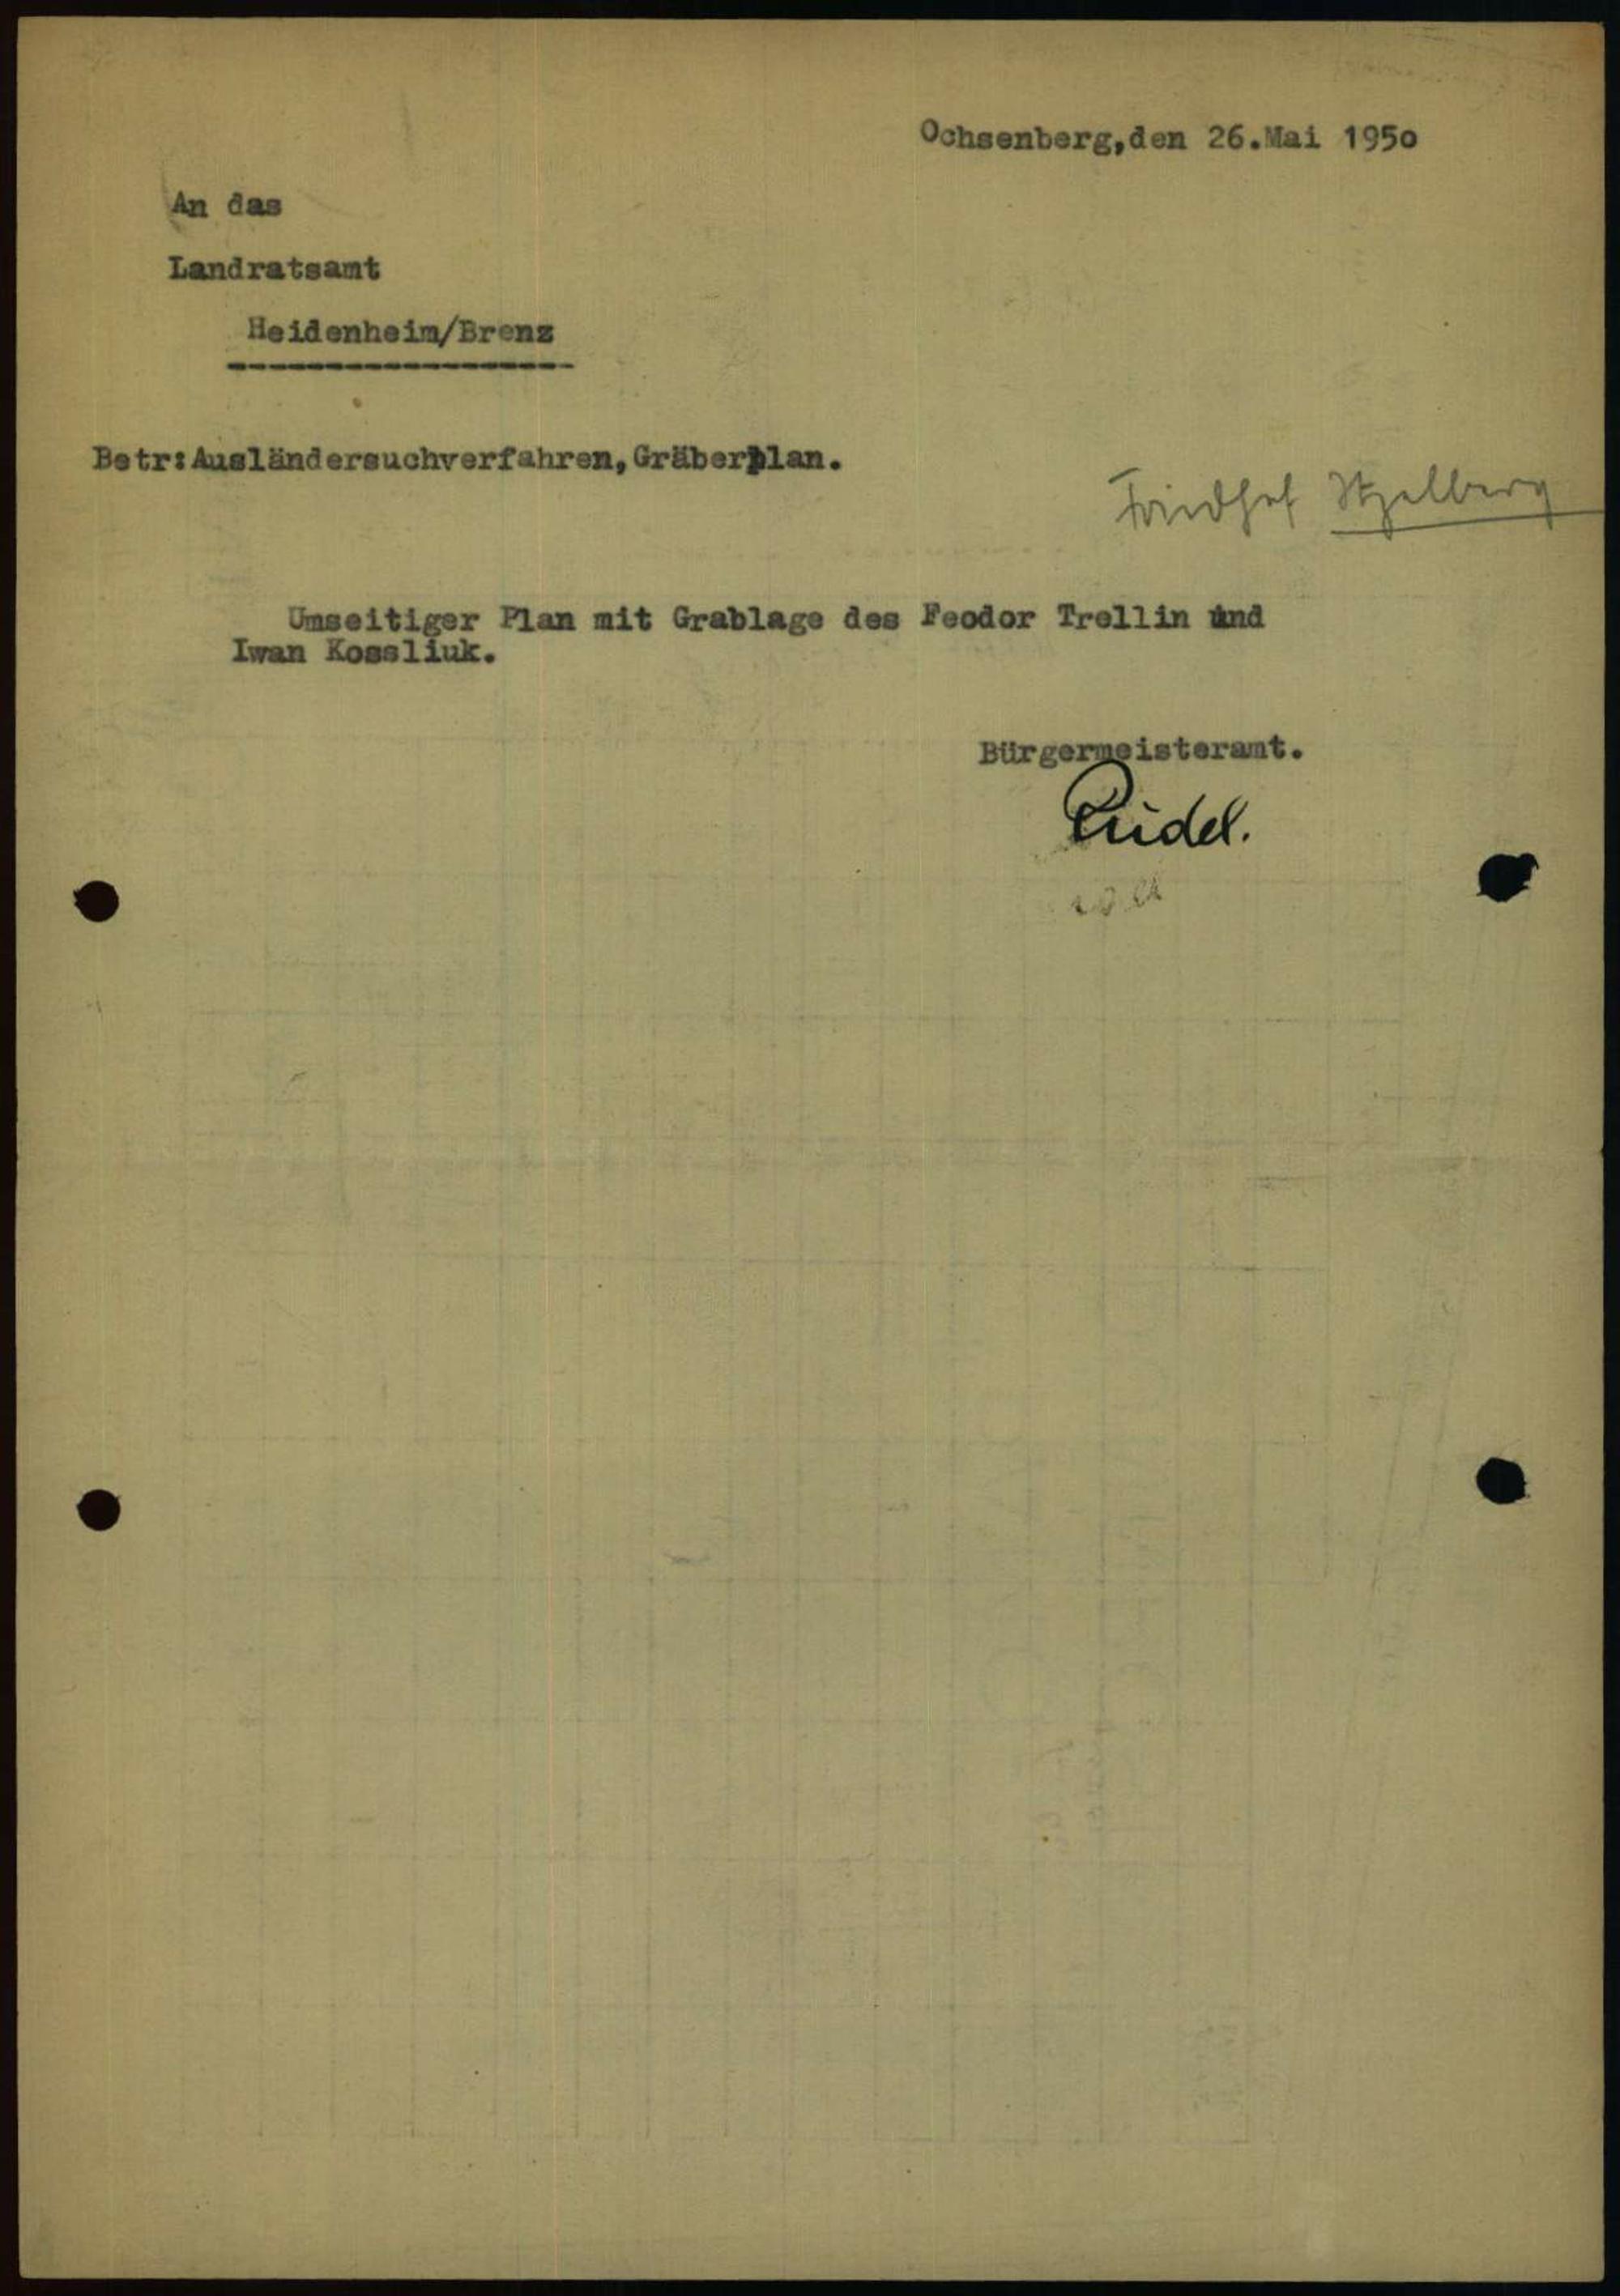 Ochsenberg,den 26.Mai 1950
An das
Landratsamt
Heidenheim/Brenz
Betr:Ausländersuchverfahren,Gräberplan.
Friedhof Itzelberg
Umseitiger Plan mit Grablage des Feodor Trellin und
Iwan Kossliuk.
Bürgermeisteramt.